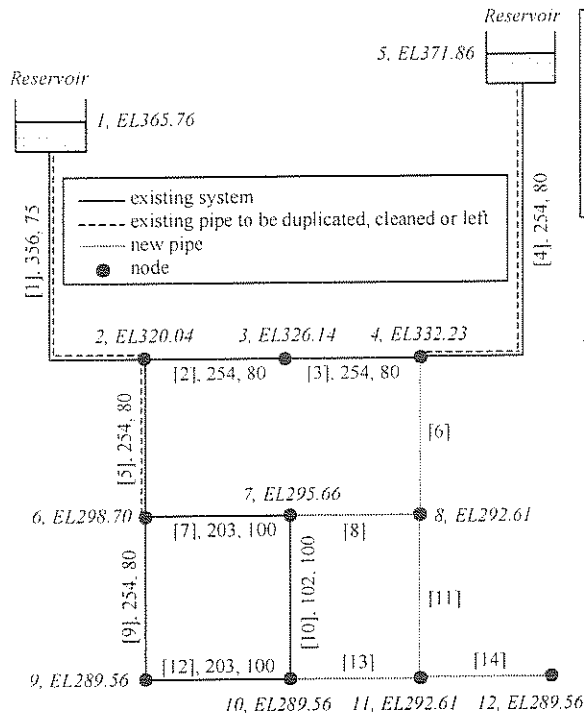 Reservoir
5, EL371.86
Reservoir
1, EL365.76
existing system
existing pipe to be duplicated, cleaned or left
new pipe
node
[1], 356, 75
[4], 254, 80
2, EL320.04
3, EL326.14
4, EL332.23
[2], 254, 80
[3], 254, 80
[5], 254, 80
[6]
7, EL295.66
6, EL298.70
[7], 203, 100
[8]
8, EL292.61
[9], 254, 80
[10], 102, 100
[11]
[12], 203, 100
[13]
[14]
9, EL289.56
10, EL289.56
11, EL292.61
12, EL289.56